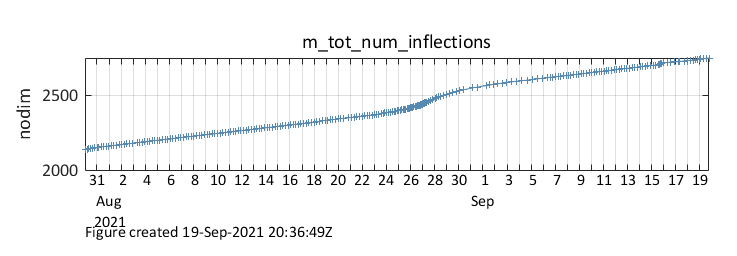 m_tot_num_inflections
nodim
2500
2000
31 2 4 6 8 10 12 14 16 18 20 22 24 26 28 30 1 3 5 7 9 11 13 15 17 19
Aug Sep
2021
Figure created 19-Sep-2021 20:36:49Z